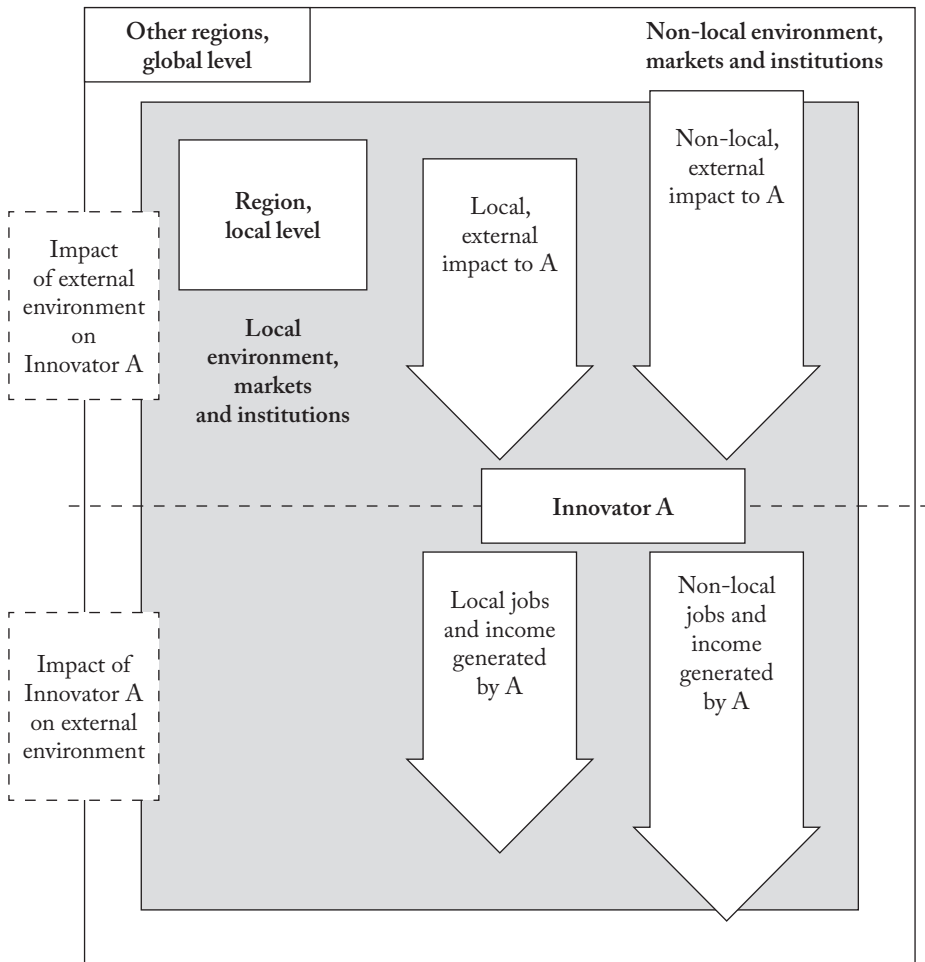 Other regions,
global level
Non-local environment,
markets and institutions
Non-local,
external
impact to A
Local,
external
impact to A
Region,
local level
Impact
of external
environment
on
Innovator A
Local
environment,
markets
and institutions
Innovator A
Local jobs
and income
generated
by A
Non-local
jobs and
income
generated
by A
Impact of
Innovator A
on external
environment